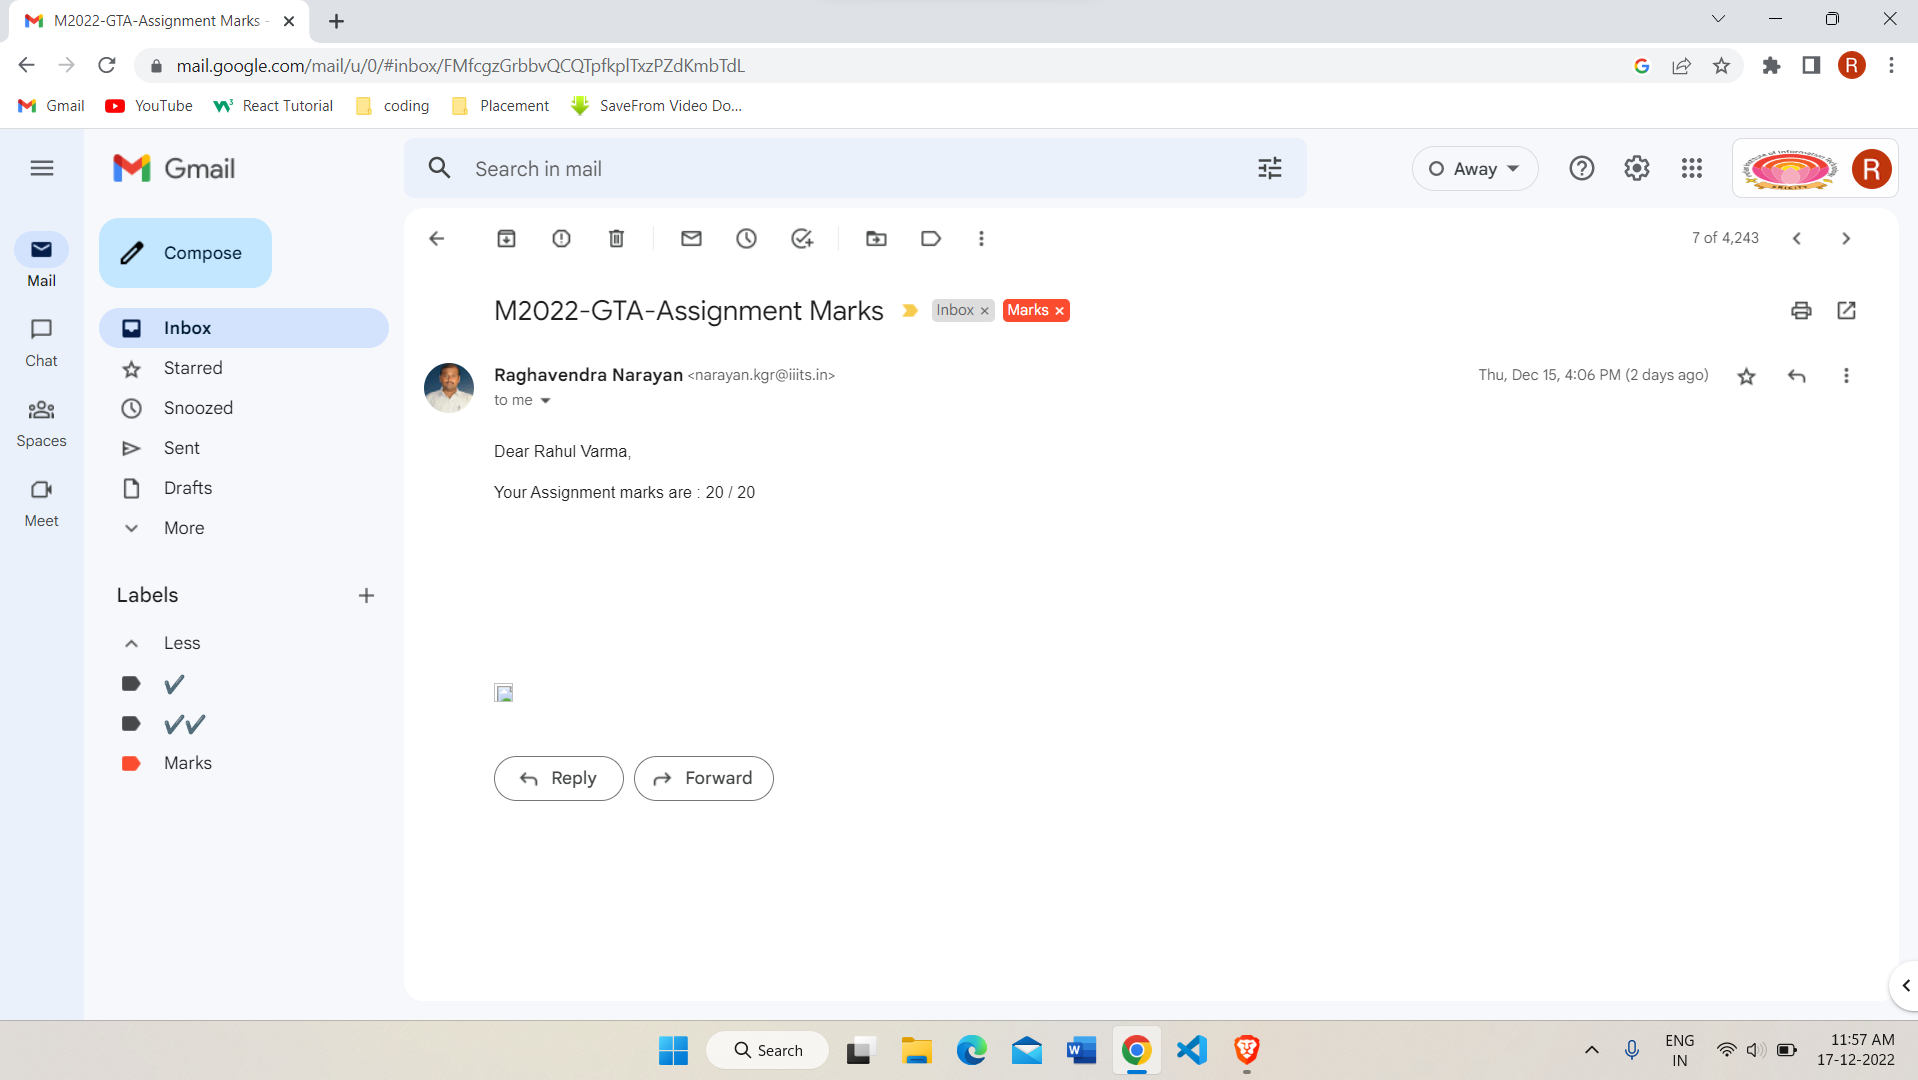 M2022-GTA-Assignment Marks -
mail.google.com/mail/u/0/#inbox/FMfcgzGrbbvQCQTpfkplTxzPZdKmbTdL
R
Gmail
YouTube
React Tutorial
coding
Placement
SaveFrom Video Do...
Gmail
Search in mail
Away
R
Mail
Chat
Spaces
Meet
Compose
Inbox
Starred
Snoozed
Sent
Drafts
More
Labels
Less
Marks
7 of 4,243
M2022-GTA-Assignment Marks
Inbox ×
Marks ×
Raghavendra Narayan <narayan.kgr@iiits.in>
Thu, Dec 15, 4:06 PM (2 days ago)
to me
Dear Rahul Varma,
Your Assignment marks are : 20 / 20
Reply
Forward
Search
ENG
IN
11:57 AM
17-12-2022